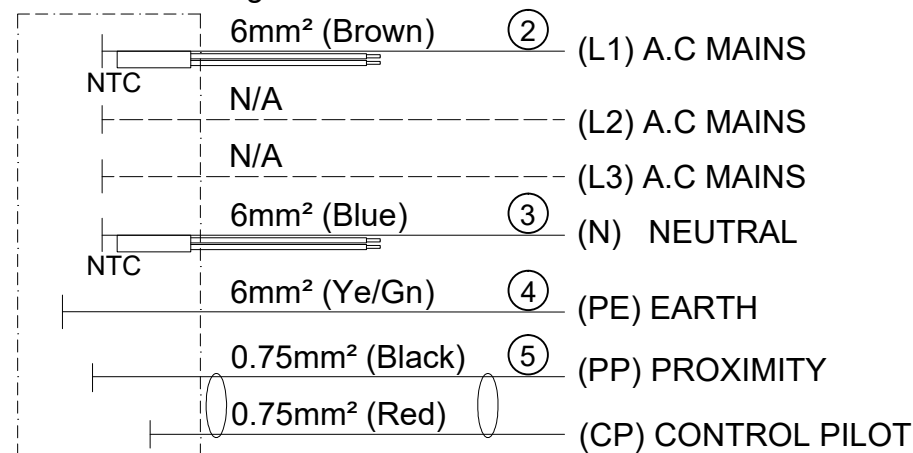 6mm² (Brown) 2 (L1) A.C MAINS
NTC
N/A (L2) A.C MAINS
N/A (L3) A.C MAINS
6mm² (Blue) 3 (N) NEUTRAL
NTC
6mm² (Ye/Gn) 4 (PE) EARTH
0.75mm² (Black) 5 (PP) PROXIMITY
0.75mm² (Red) (CP) CONTROL PILOT